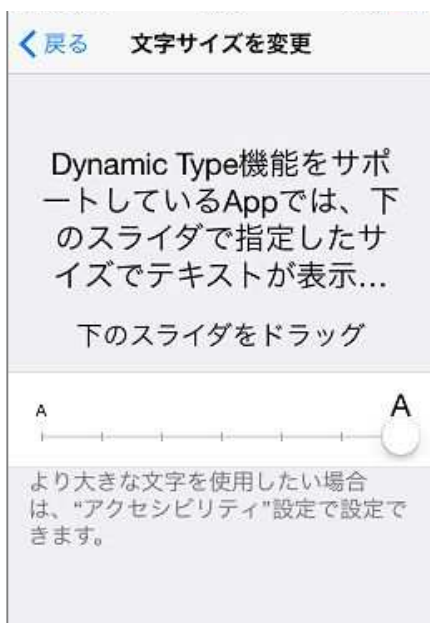 戻る 文字サイズを変更
Dynamic Type機能をサポ
ートしているAppでは、下
のスライダで指定したサ
イズでテキストが表示...
下のスライダをドラッグ
A A
より大きな文字を使用したい場合
は、“アクセシビリティ”設定で設定で
きます。